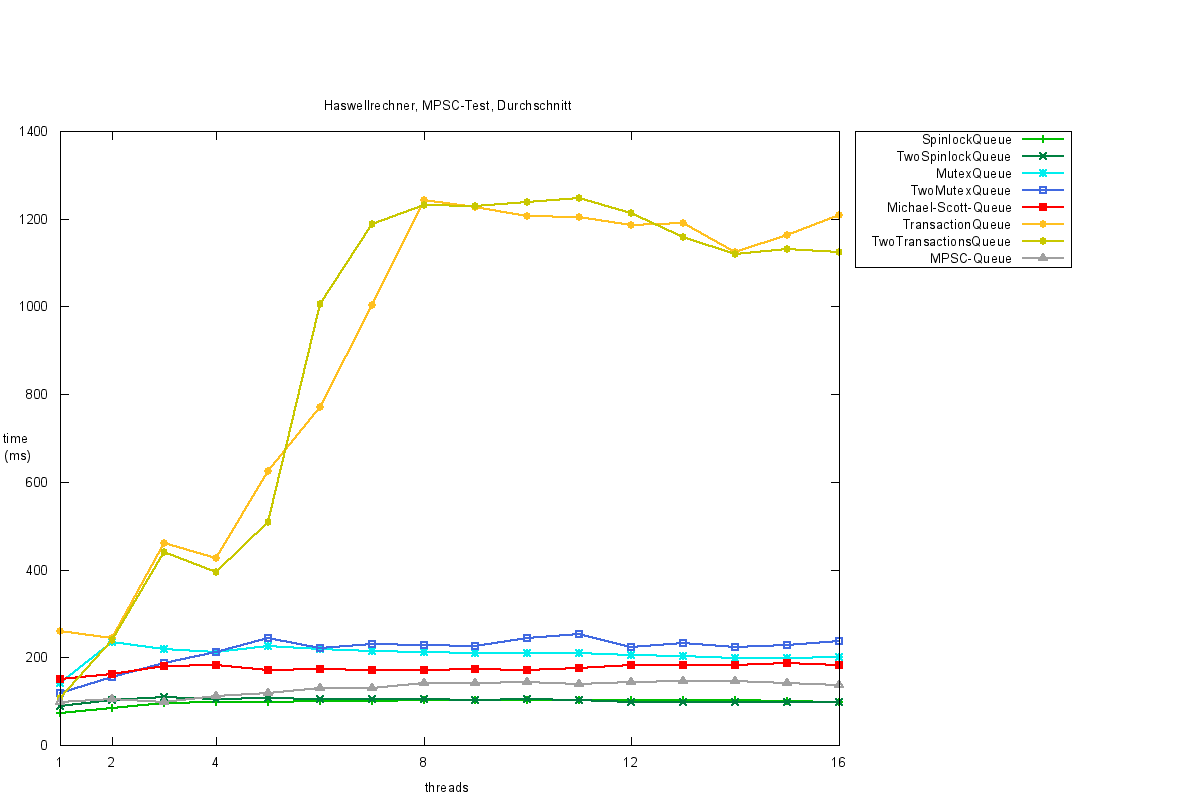 Haswellrechner, MPSC-Test, Durchschnitt
1400
1200
1000
800
time
(ms)
600
400
200
0
1 2 4 8 12 16
threads
SpinlockQueue
TwoSpinlockQueue
MutexQueue
TwoMutexQueue
Michael-Scott-Queue
TransactionQueue
TwoTransactionsQueue
MPSC-Queue